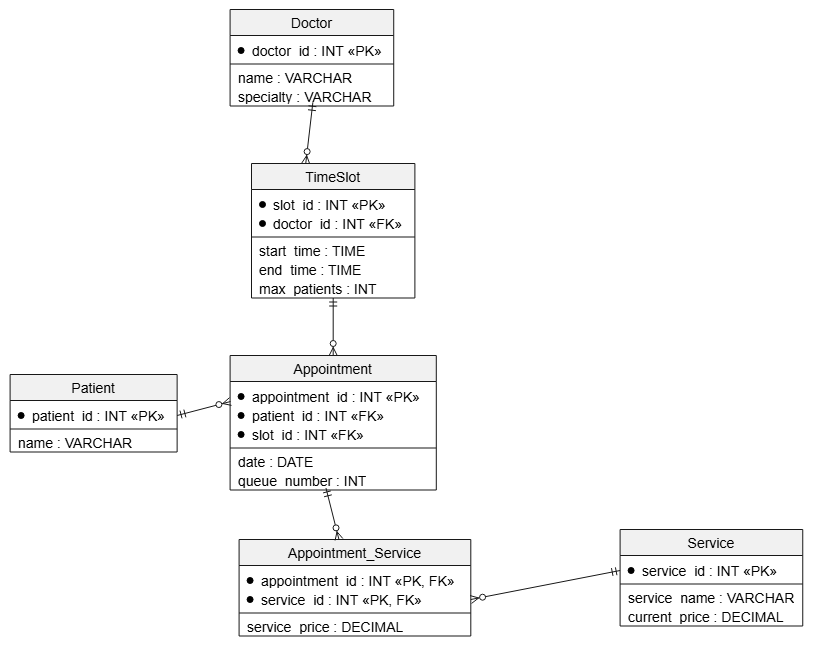 Doctor
doctor_id : INT «PK»
name : VARCHAR
specialty : VARCHAR
TimeSlot
slot_id : INT «PK»
doctor_id : INT «FK»
start_time : TIME
end_time : TIME
max_patients : INT
Patient
patient_id : INT «PK»
name : VARCHAR
Appointment
appointment_id : INT «PK»
patient_id : INT «FK»
slot_id : INT «FK»
date : DATE
queue_number : INT
Appointment_Service
appointment_id : INT «PK, FK»
service_id : INT «PK, FK»
service_price : DECIMAL
Service
service_id : INT «PK»
service_name : VARCHAR
current_price : DECIMAL